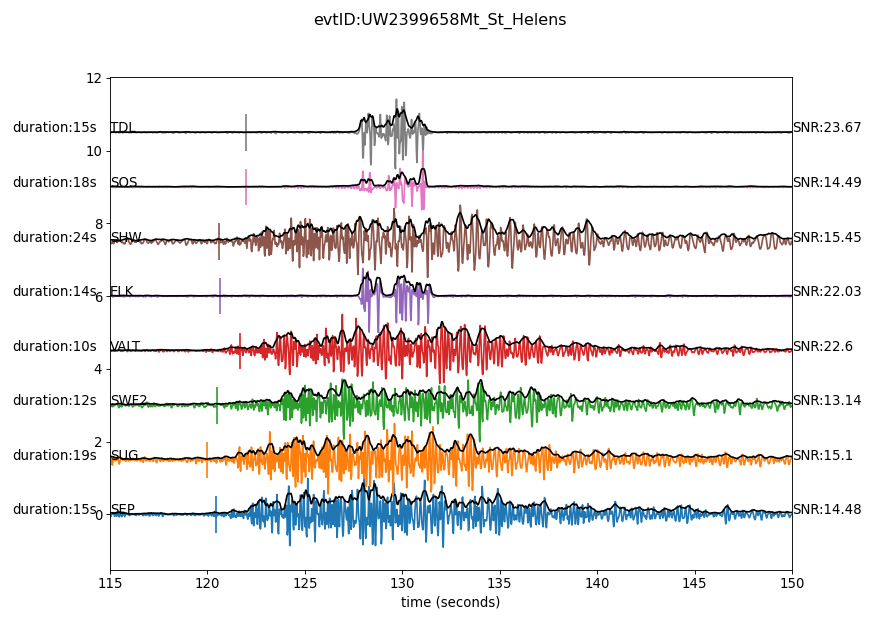 evtID:UW2399658Mt_St_Helens
12
duration:15s TDL SNR:23.67
10
duration:18s SOS SNR:14.49
8
duration:24s SHW SNR:15.45
duration:14s FLK SNR:22.03
6
duration:10s VALT SNR:22.6
4
duration:12s SWF2 SNR:13.14
2
duration:19s SUG SNR:15.1
duration:15s SEP SNR:14.48
0
115 120 125 130 135 140 145 150
time (seconds)